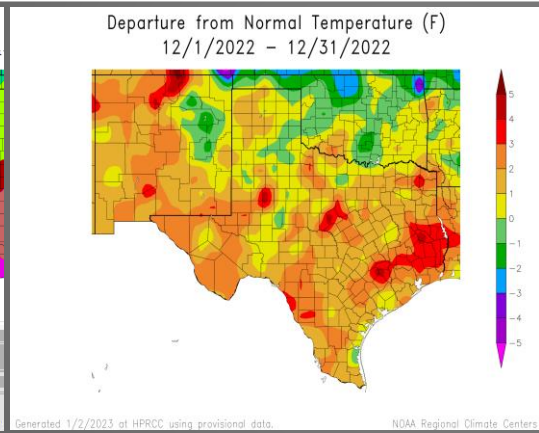 Departure from Normal Temperature (F)
12/1/2022 – 12/31/2022
5
4
3
2
1
0
-1
-2
-3
-4
-5
Generated 1/2/2023 at HPRCC using provisional data.
NOAA Regional Climate Centers